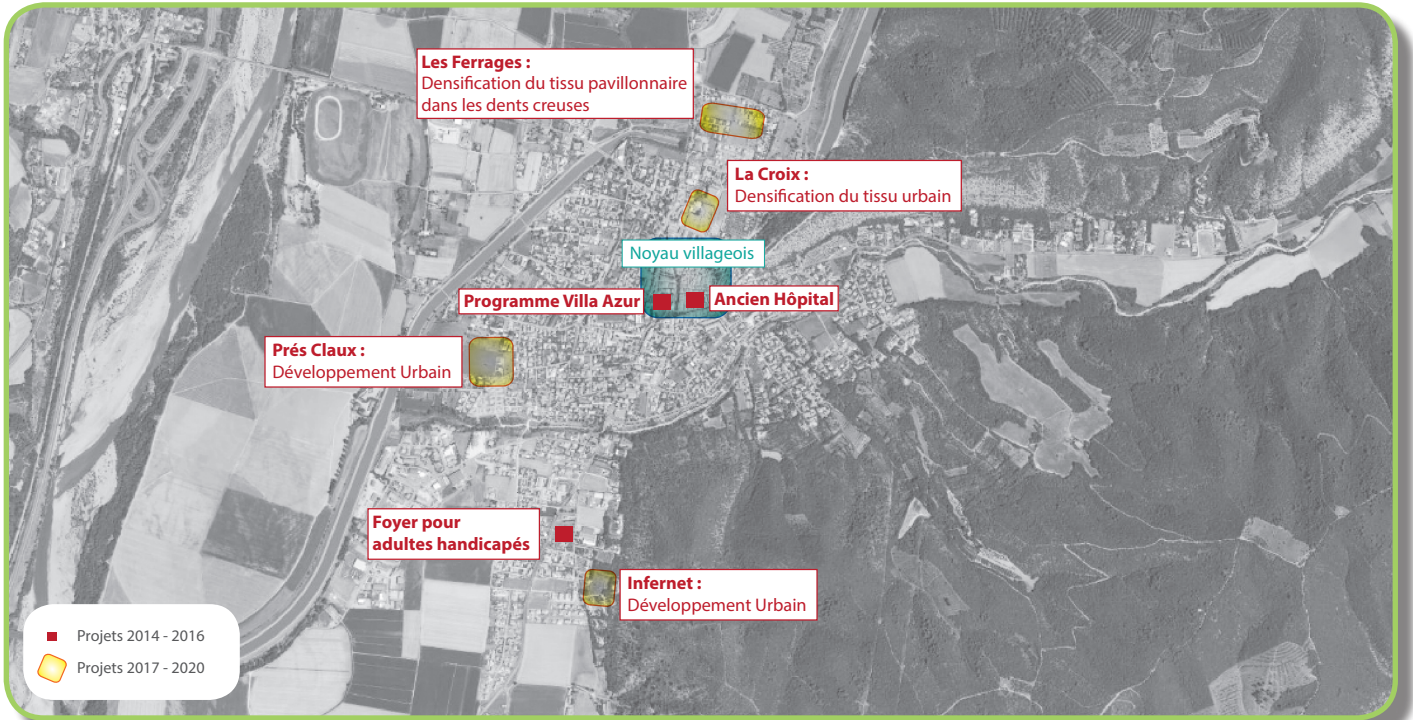 Les Ferrages :
Densification du tissu pavillonnaire
dans les dents creuses
La Croix :
Densification du tissu urbain
Noyau villageois
Programme Villa Azur
Ancien Hôpital
Prés Claux :
Développement Urbain
Foyer pour
adultes handicapés
Infernet :
Développement Urbain
Projets 2014 - 2016
Projets 2017 - 2020